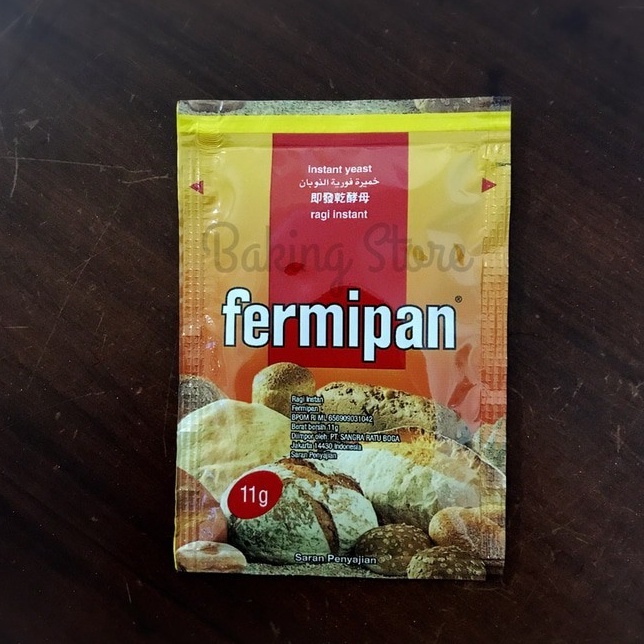 Instant yeast
خميرة فورية الذوبان
即發乾酵母
ragi instant
Baking Store
fermipan®
Ragi Instan
Fermipan
BPOM RI ML 656909031042
Berat bersih 11g
Diimpor oleh: PT. SANGRA RATU BOGA
Jakarta 14430 Indonesia
Saran Penyajian
11g
Saran Penyajian